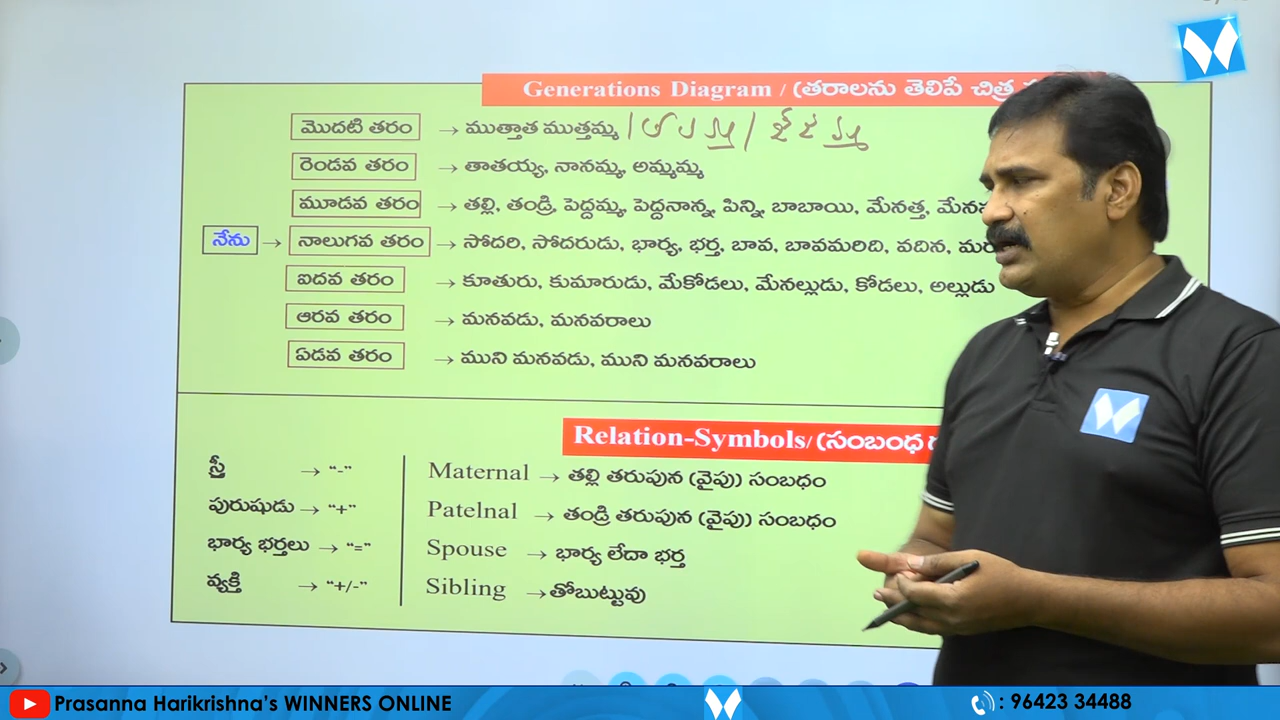 Generations Diagram / (తరాలను తెలిపే చిత్ర
మొదటి తరం → ముత్తాత ముత్తమ్మ
రెండవ తరం → తాతయ్య, నానమ్మ, అమ్మమ్మ
మూడవ తరం → తల్లి, తండ్రి, పెద్దమ్మ, పెద్దనాన్న, పిన్ని, బాబాయి, మేనత్త,
నేను → నాలుగవ తరం → సోదరి, సోదరుడు, భార్య, భర్త, బావ, బావమరిది, వదిన,
ఐదవ తరం → కూతురు, కుమారుడు, మేకోడలు, మేనల్లుడు, కోడలు, అల్లుడు
ఆరవ తరం → మనవడు, మనవరాలు
ఏడవ తరం → ముని మనవడు, ముని మనవరాలు
Relation-Symbols/(సంబంధ
స్త్రీ → “-” Maternal → తల్లి తరుపున (వైపు) సంబధం
పురుషుడు → “+” Patelnal → తండ్రి తరుపున (వైపు) సంబధం
భార్య భర్తలు → “=” Spouse → భార్య లేదా భర్త
వ్యక్తి → “+/-” Sibling → తోబుట్టువు
Prasanna Harikrishna's WINNERS ONLINE : 96423 34488